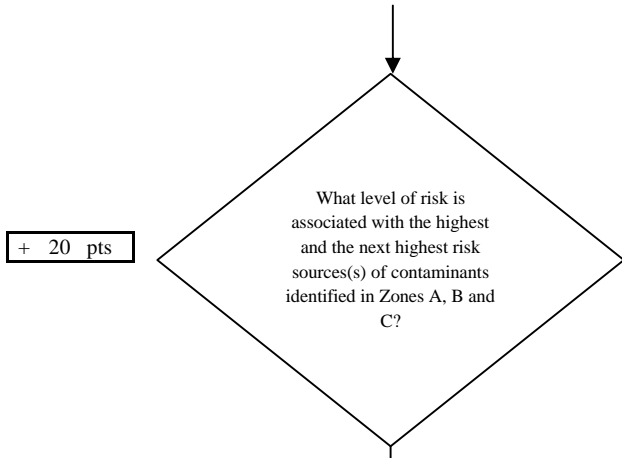 What level of risk is
associated with the highest
and the next highest risk
sources(s) of contaminants
identified in Zones A, B and
C?
+ 20 pts